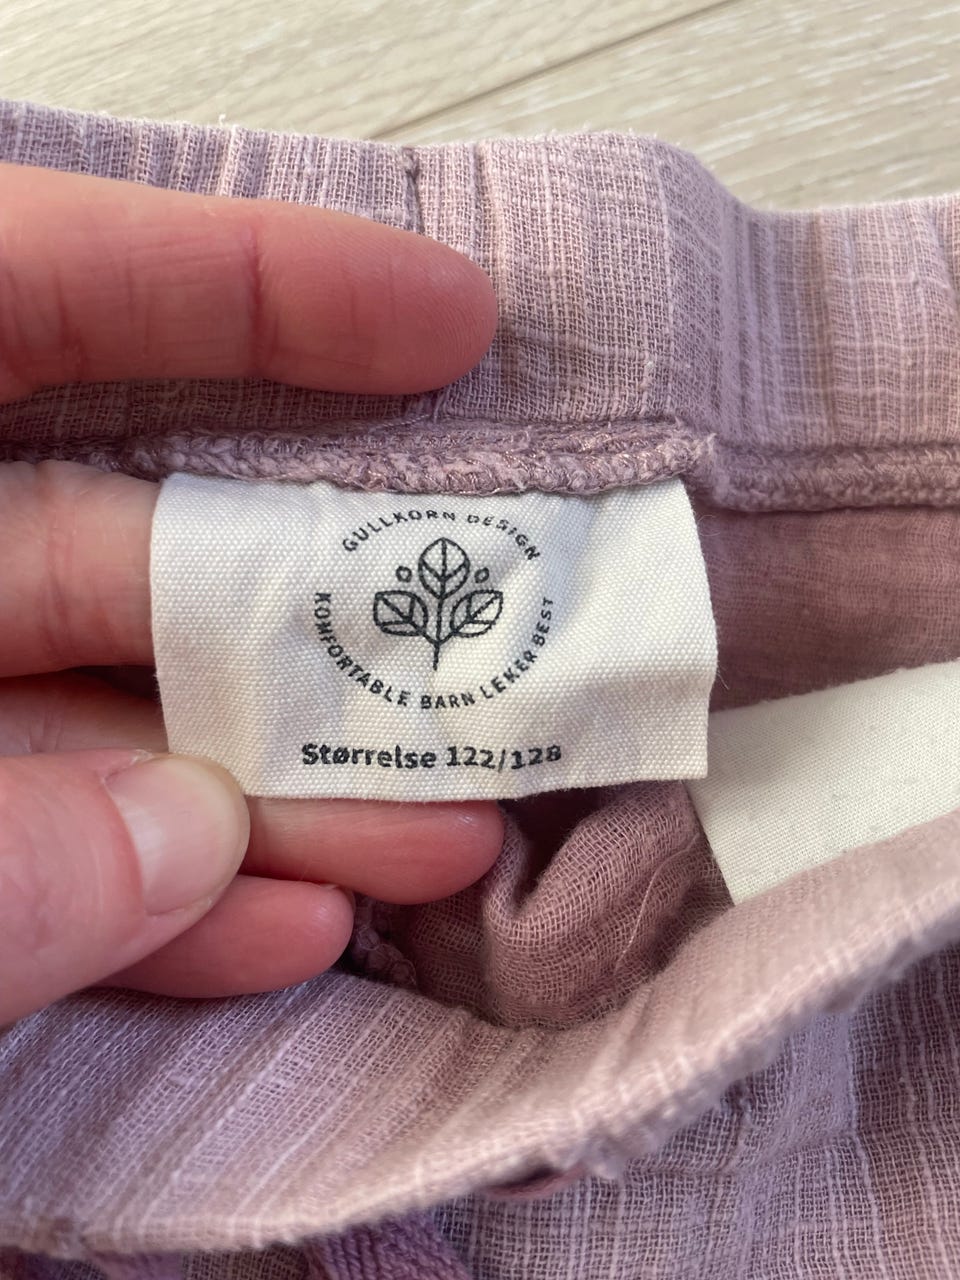 GULLKORN DESIGN
KOMFORTABLE BARN LEKER BEST
Størrelse 122/128